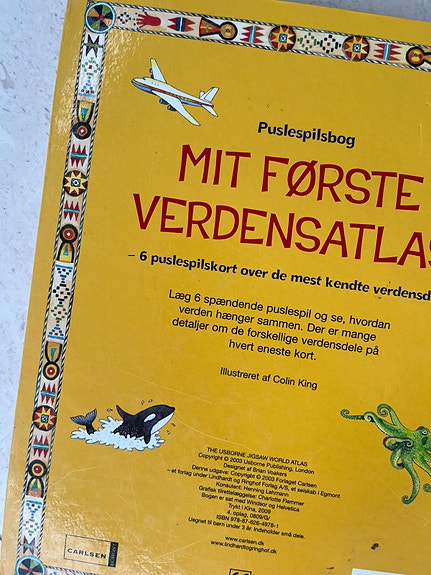 Puslespilsbog
MIT FØRSTE
VERDENSATLAS
– 6 puslespilskort over de mest kendte verdensd
Læg 6 spændende puslespil og se, hvordan
verden hænger sammen. Der er mange
detaljer om de forskellige verdensdele på
hvert eneste kort.
Illustreret af Colin King
THE USBORNE JIGSAW WORLD ATLAS
Copyright © 2003 Usborne Publishing, London
Designet af Brian Voakers
Denne udgave: Copyright © 2003 Forlaget Carlsen
– et forlag under Lindhardt og Ringhof Forlag A/S, et selskab i Egmont
Konsulent: Henning Lehmann
Grafisk tilrettelæggelse: Charlotte Flemmer
Bogen er sat med Windsor og Helvetica
Trykt i Kina, 2009
4. oplag, 0809/G/
ISBN 978-87-626-4978-1
Uegnet til børn under 3 år. Indeholder små dele.
www.carlsen.dk
www.lindhardtogringhof.dk
CARLSEN